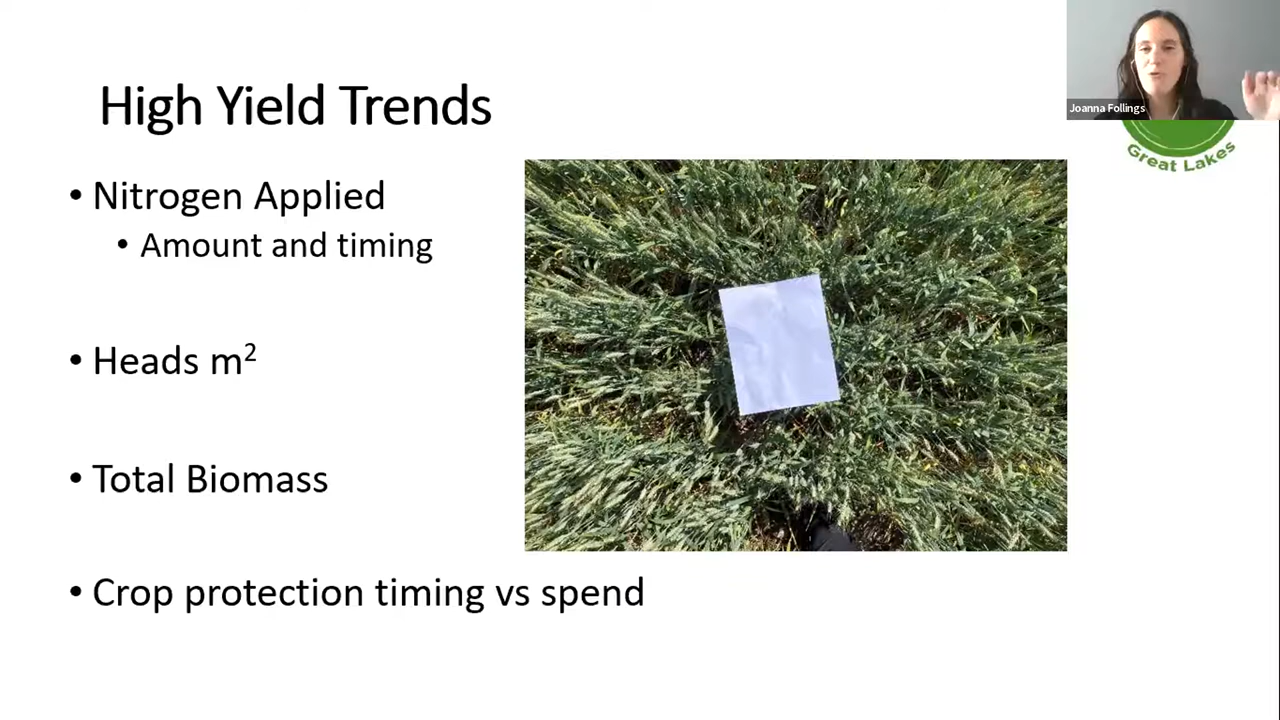 High Yield Trends
• Nitrogen Applied
• Amount and timing
• Heads m²
• Total Biomass
• Crop protection timing vs spend
Joanna Follings
Great Lakes